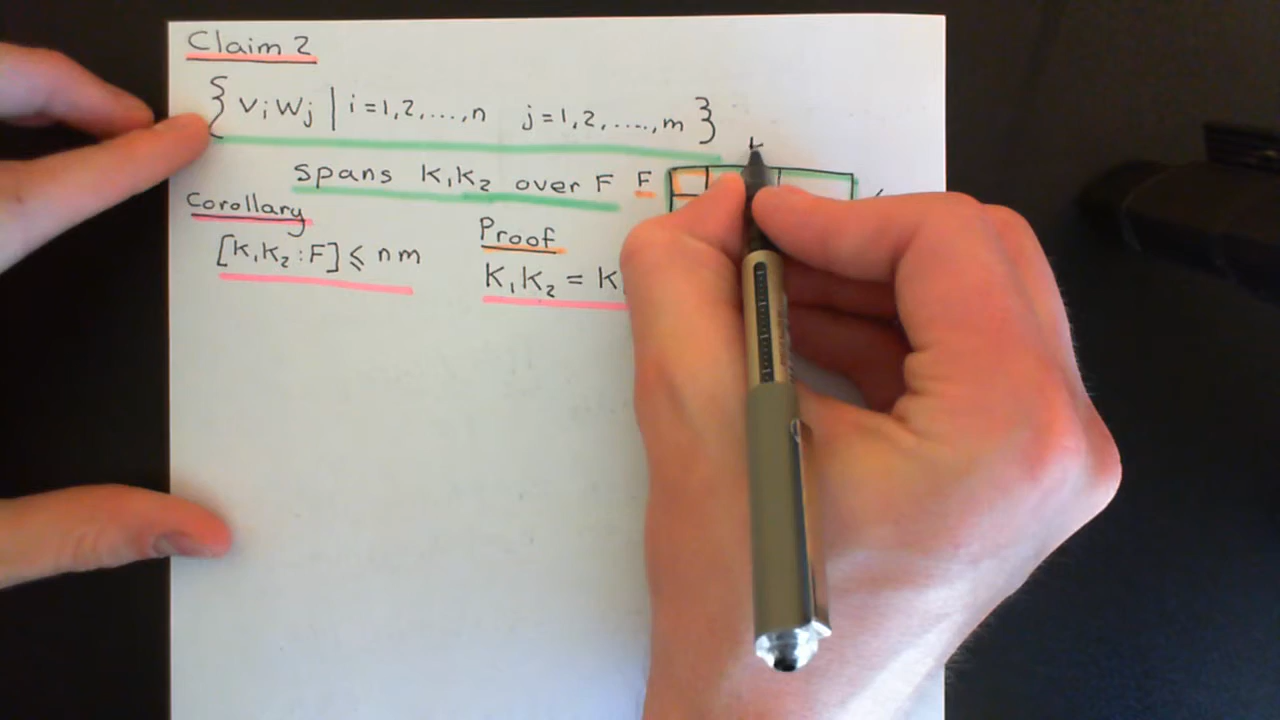 Claim 2
{ vᵢwⱼ | i=1,2,...,n j=1,2,....,m }
spans K₁K₂ over F F
Corollary
[K₁K₂:F] ≤ nm
Proof
K₁K₂ = K